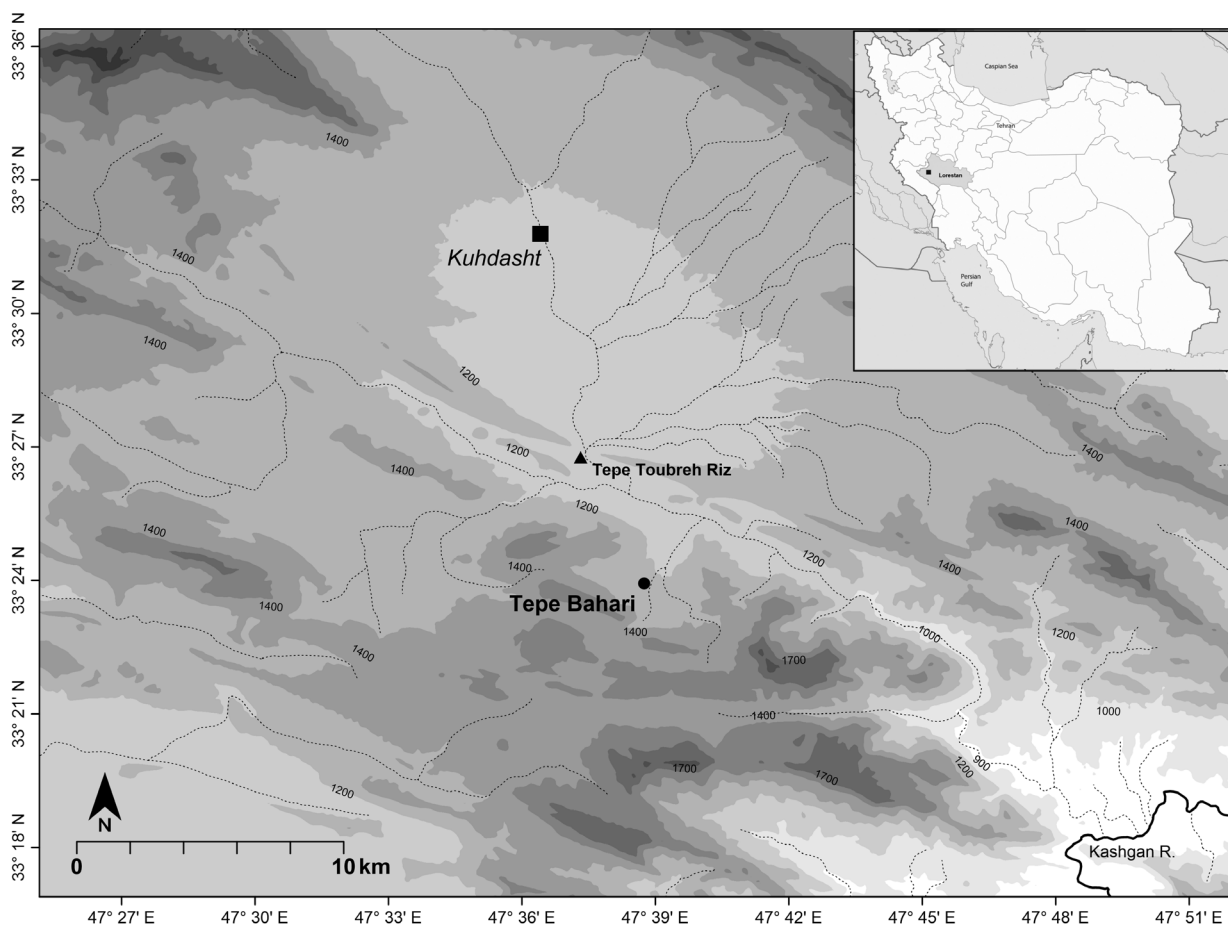 33° 36' N
33° 33' N
33° 30' N
33° 27' N
33° 24' N
33° 21' N
33° 18' N
Caspian Sea
Tehran
Lorestan
Persian
Gulf
1400
1400
Kuhdasht
1400
1200
1200
1400
Tepe Toubreh Riz
1400
1200
1400
1400
1200
1400
1400
1400
Tepe Bahari
1400
1000
1200
1400
1700
1400
1000
900
1200
1700
1700
1200
N
0
10 km
Kashgan R.
47° 27' E
47° 30' E
47° 33' E
47° 36' E
47° 39' E
47° 42' E
47° 45' E
47° 48' E
47° 51' E